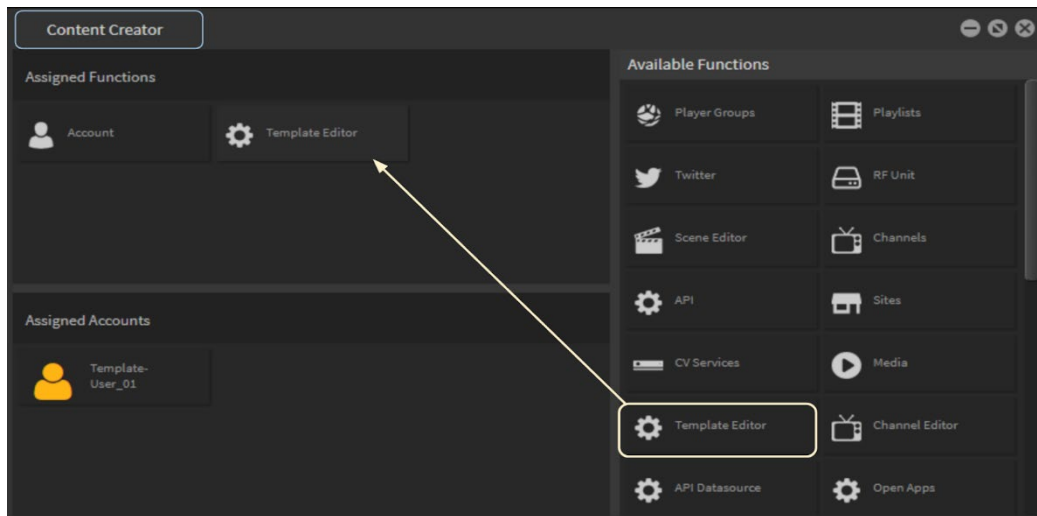 Content Creator
Assigned Functions
Account
Template Editor
Assigned Accounts
Template-
User_01
Available Functions
Player Groups
Playlists
Twitter
RF Unit
Scene Editor
Channels
API
Sites
CV Services
Media
Template Editor
Channel Editor
API Datasource
Open Apps